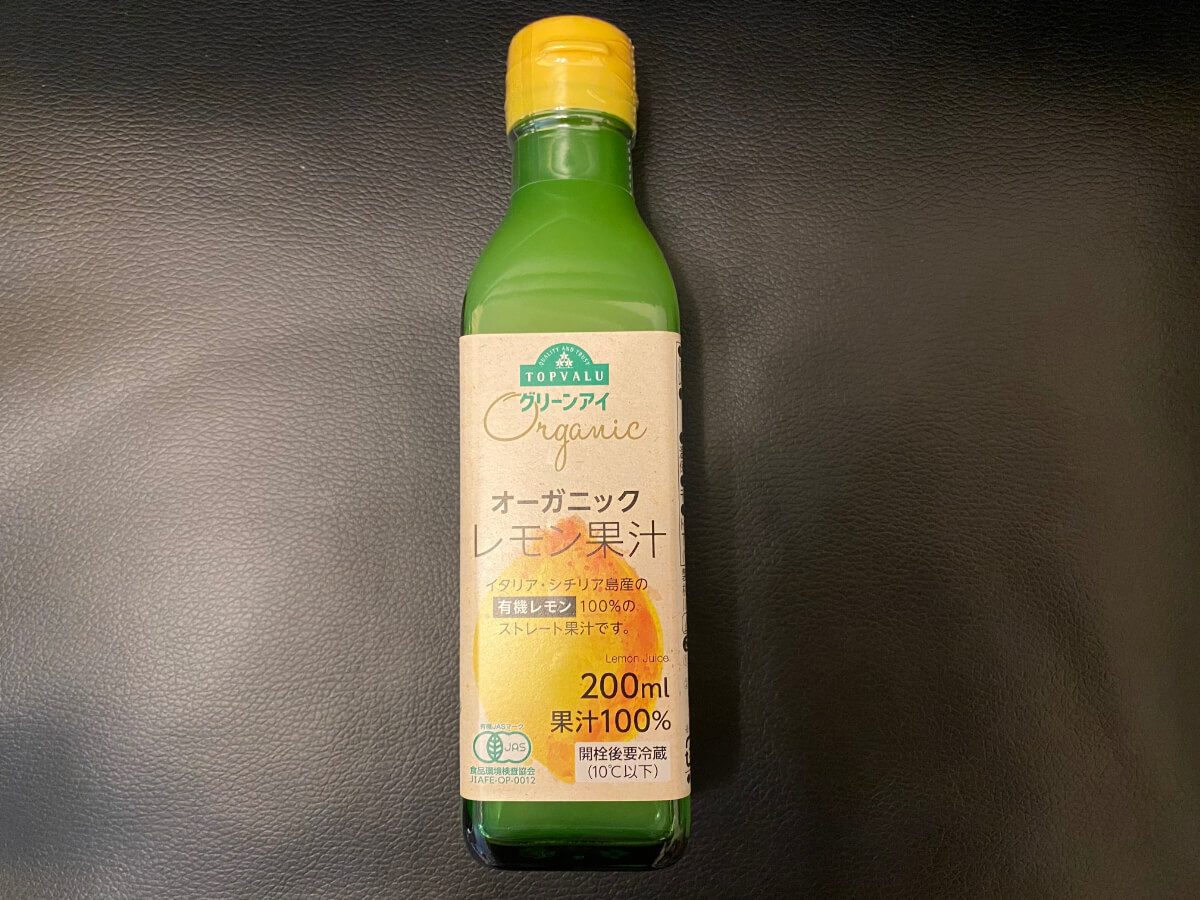 QUALITY AND TRUST
TOPVALU
グリーンアイ
Organic
オーガニック
レモン果汁
イタリア・シチリア島産の
有機レモン 100%の
ストレート果汁です。
Lemon Juice
200ml
果汁100%
有機JASマーク
JAS
食品環境検査協会
JIAFE-OP-0012
開栓後要冷蔵
(10℃以下)